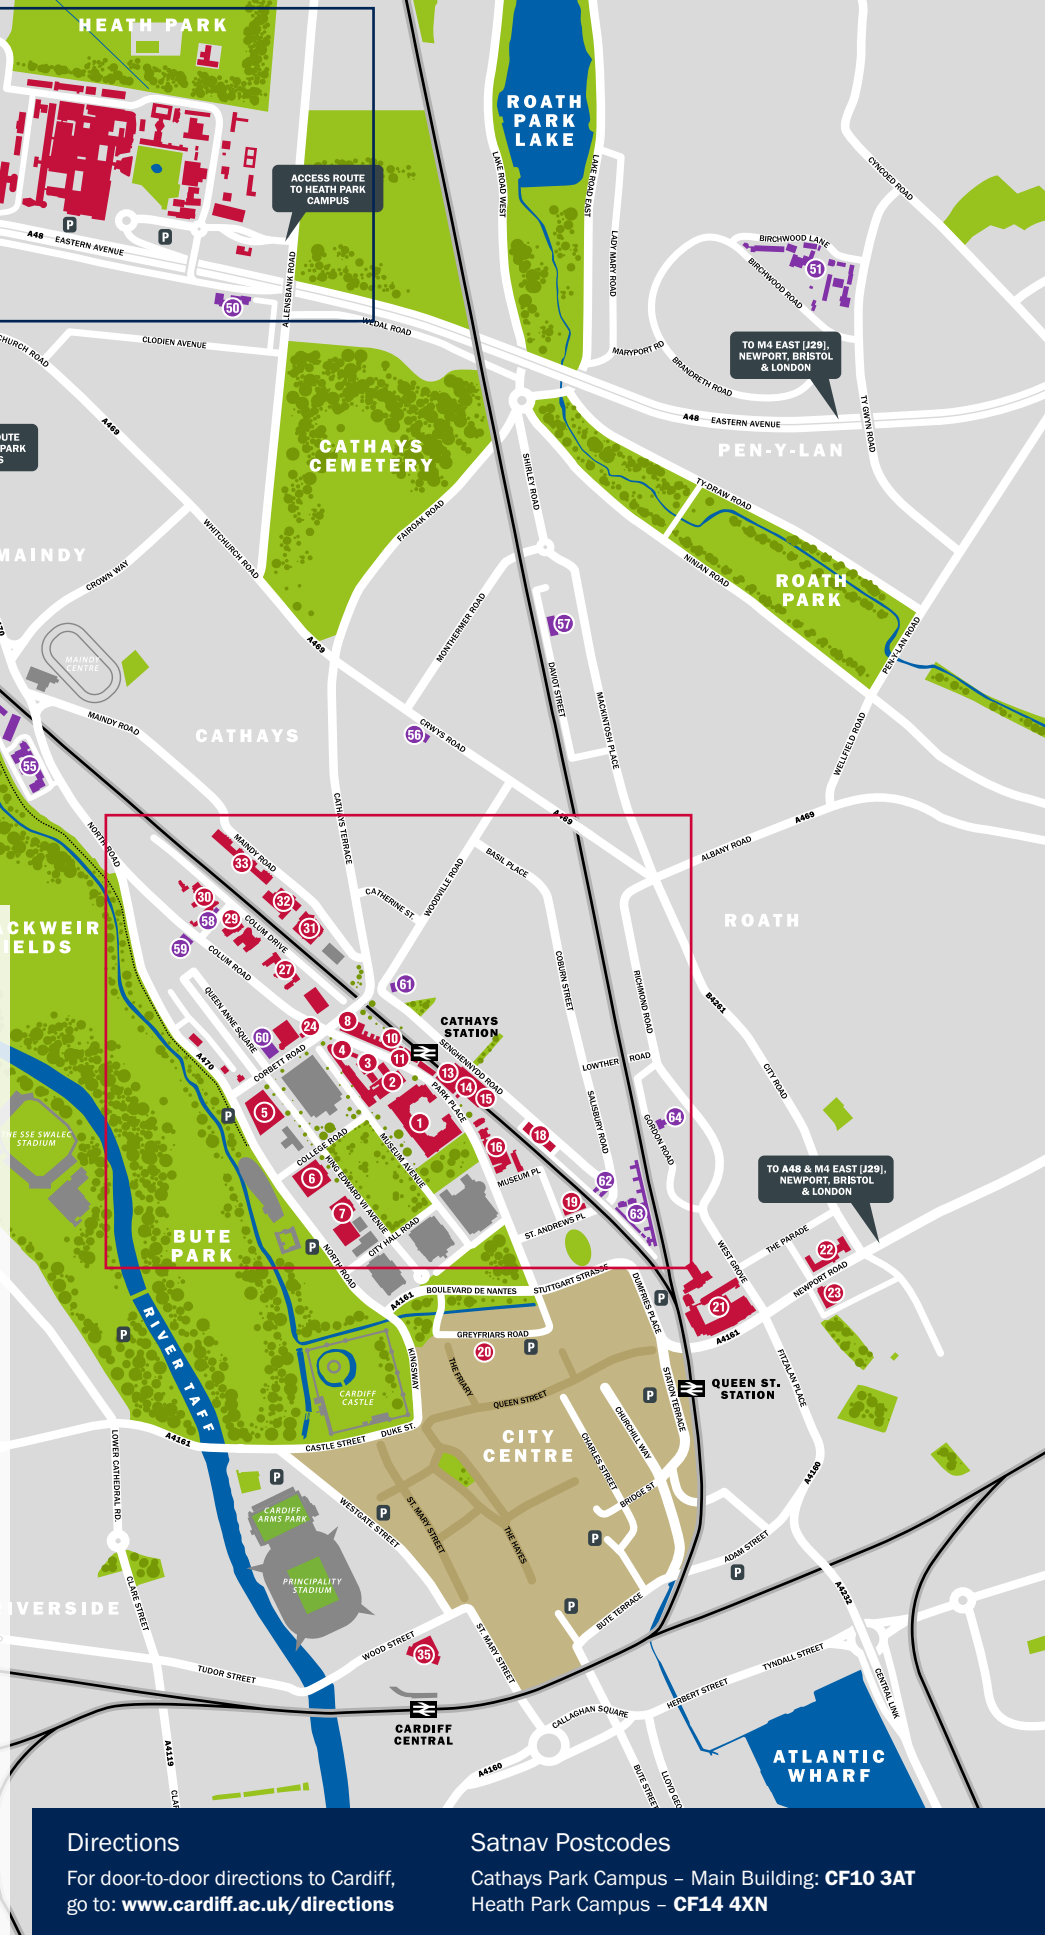 HEATH PARK
ROATH
PARK
LAKE
ACCESS ROUTE
TO HEATH PARK
CAMPUS
P
P
A48
EASTERN AVENUE
50
ALLENSBANK ROAD
WEDAL ROAD
CLODIEN AVENUE
CHURCH ROAD
LAKE ROAD WEST
LAKE ROAD EAST
LADY MARY ROAD
CYNCOED ROAD
BIRCHWOOD LANE
BIRCHWOOD ROAD
51
MARYPORT RD
BRANDRETH ROAD
TO M4 EAST [J29],
NEWPORT, BRISTOL
& LONDON
A48
EASTERN AVENUE
TY GWYN ROAD
PEN-Y-LAN
A469
CATHAYS
CEMETERY
UTE
PARK
S
SHIRLEY ROAD
FAIROAK ROAD
TY-DRAW ROAD
WHITCHURCH ROAD
MAINDY
CROWN WAY
NINIAN ROAD
ROATH
PARK
PEN-Y-LAN ROAD
MONTHERMER ROAD
57
A469
MAINDY
CENTRE
DAVIOT STREET
MACKINTOSH PLACE
MAINDY ROAD
CATHAYS
56
CRWYS ROAD
WELLFIELD ROAD
55
NORTH ROAD
CATHAYS TERRACE
A469
A469
ALBANY ROAD
MAINDY ROAD
33
BASIL PLACE
WOODVILLE ROAD
CATHERINE ST.
30
32
58
29
31
COLUM DRIVE
59
COLUM ROAD
27
ROATH
ACKWEIR
IELDS
61
COBURN STREET
RICHMOND ROAD
B4261
QUEEN ANNE SQUARE
60
24
8
10
CATHAYS
STATION
SENGHENNYDD ROAD
CORBETT ROAD
A470
4
3
11
2
13
14
15
LOWTHER ROAD
CITY ROAD
PARK PLACE
SALISBURY ROAD
GORDON ROAD
64
P
5
1
THE SSE SWALEC
STADIUM
COLLEGE ROAD
MUSEUM AVENUE
16
18
MUSEUM PL
6
KING EDWARD VII AVENUE
7
CITY HALL ROAD
62
19
63
ST. ANDREWS PL
TO A48 & M4 EAST [J29],
NEWPORT, BRISTOL
& LONDON
BUTE
PARK
P
NORTH ROAD
WEST GROVE
THE PARADE
22
NEWPORT ROAD
23
A4161
BOULEVARD DE NANTES
STUTTGART STRASSE
DUMFRIES PLACE
P
21
A4161
RIVER TAFF
P
GREYFRIARS ROAD
20
P
KINGSWAY
THE FRIARY
QUEEN STREET
CARDIFF
CASTLE
P
STATION TERRACE
QUEEN ST.
STATION
FITZALAN PLACE
DUKE ST.
CASTLE STREET
A4161
CITY
CENTRE
CHURCHILL WAY
CHARLES STREET
BRIDGE ST
LOWER CATHEDRAL RD.
P
CARDIFF
ARMS PARK
WESTGATE STREET
P
ST. MARY STREET
THE HAYES
P
A4160
ADAM STREET
P
PRINCIPALITY
STADIUM
CLARE STREET
RIVERSIDE
P
BUTE TERRACE
A4232
WOOD STREET
35
ST. MARY STREET
TUDOR STREET
TYNDALL STREET
HERBERT STREET
CENTRAL LINK
CARDIFF
CENTRAL
CALLAGHAN SQUARE
A4119
A4160
BUTE STREET
LLOYD GEO
CLAR
ATLANTIC
WHARF
Directions
For door-to-door directions to Cardiff,
go to: www.cardiff.ac.uk/directions
Satnav Postcodes
Cathays Park Campus – Main Building: CF10 3AT
Heath Park Campus – CF14 4XN